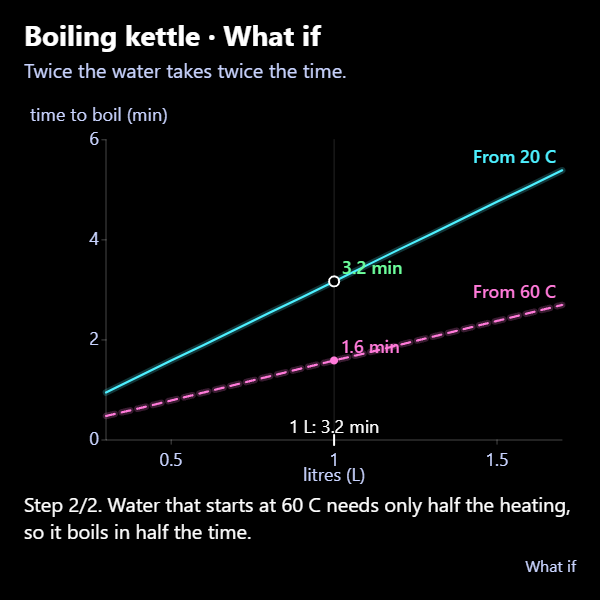 Boiling kettle · What if
Twice the water takes twice the time.
time to boil (min)
6
From 20 C
4
3.2 min
From 60 C
2
1.6 min
1 L: 3.2 min
0
0.5
1
1.5
litres (L)
Step 2/2. Water that starts at 60 C needs only half the heating,
so it boils in half the time.
What if